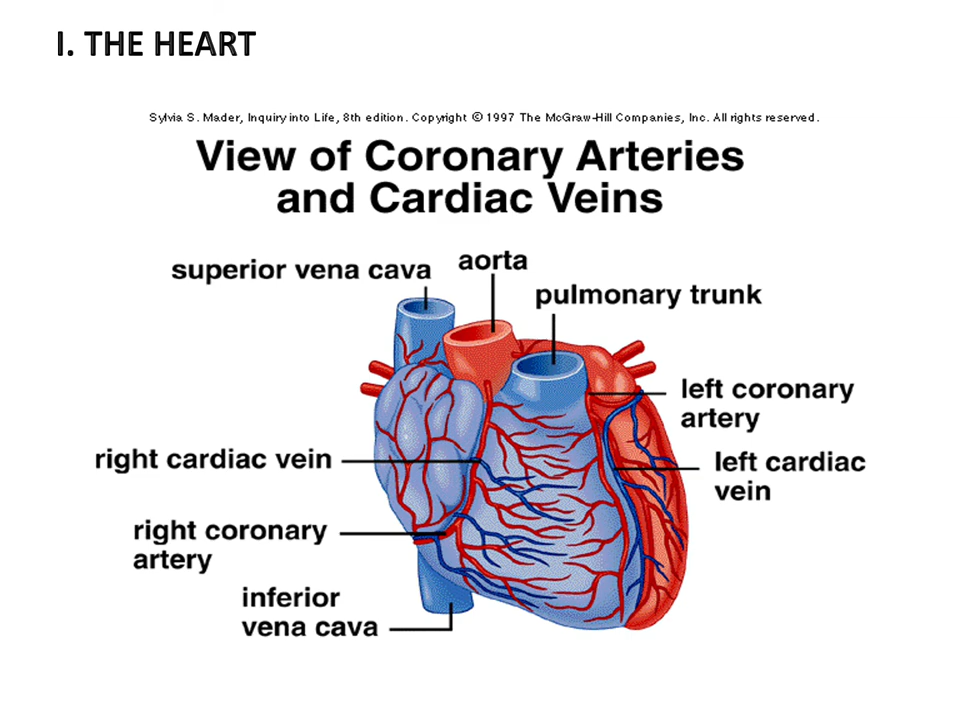 I. THE HEART
Sylvia S. Mader, Inquiry into Life, 8th edition. Copyright © 1997 The McGraw-Hill Companies, Inc. All rights reserved.
View of Coronary Arteries
and Cardiac Veins
superior vena cava
aorta
pulmonary trunk
left coronary
artery
right cardiac vein
left cardiac
vein
right coronary
artery
inferior
vena cava